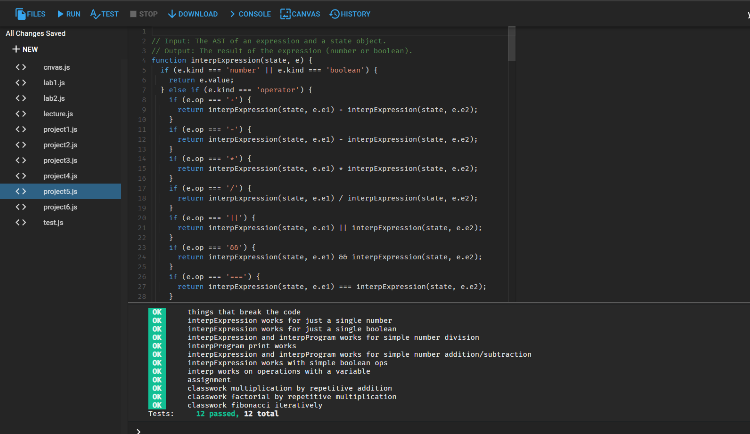 FILES RUN TEST STOP DOWNLOADS CONSOLE CANVAS HISTORY
All Changes Saved
+ NEW
<> cnvas.js
<> lab1.js
<> lab2.js
<> lecture.js
<> project1.js
<> project2.js
<> project3.js
<> project4.js
<> project5.js
<> project6.js
<> test.js
1
2 // Input: The AST of an expression and a state object.
3 // Output: The result of the expression (number or boolean).
4 function interpExpression(state, e) {
5 if (e.kind === 'number' || e.kind === 'boolean') {
6 return e.value;
7 } else if (e.kind === 'operator') {
8 if (e.op === '+') {
9 return interpExpression(state, e.e1) + interpExpression(state, e.e2);
10 }
11 if (e.op === '-') {
12 return interpExpression(state, e.e1) - interpExpression(state, e.e2);
13 }
14 if (e.op === '*') {
15 return interpExpression(state, e.e1) * interpExpression(state, e.e2);
16 }
17 if (e.op === '/') {
18 return interpExpression(state, e.e1) / interpExpression(state, e.e2);
19 }
20 if (e.op === '||') {
21 return interpExpression(state, e.e1) || interpExpression(state, e.e2);
22 }
23 if (e.op === '&&') {
24 return interpExpression(state, e.e1) && interpExpression(state, e.e2);
25 }
26 if (e.op === '===') {
27 return interpExpression(state, e.e1) === interpExpression(state, e.e2);
28 }
OK things that break the code
OK interpExpression works for just a single number
OK interpExpression works for just a single boolean
OK interpExpression and interpProgram works for simple number division
OK interpProgram print works
OK interpExpression and interpProgram works for simple number addition/subtraction
OK interpExpression works with simple boolean ops
OK interp works on operations with a variable
OK assignment
OK classwork multiplication by repetitive addition
OK classwork factorial by repetitive multiplication
OK classwork fibonacci iteratively
Tests: 12 passed, 12 total
>